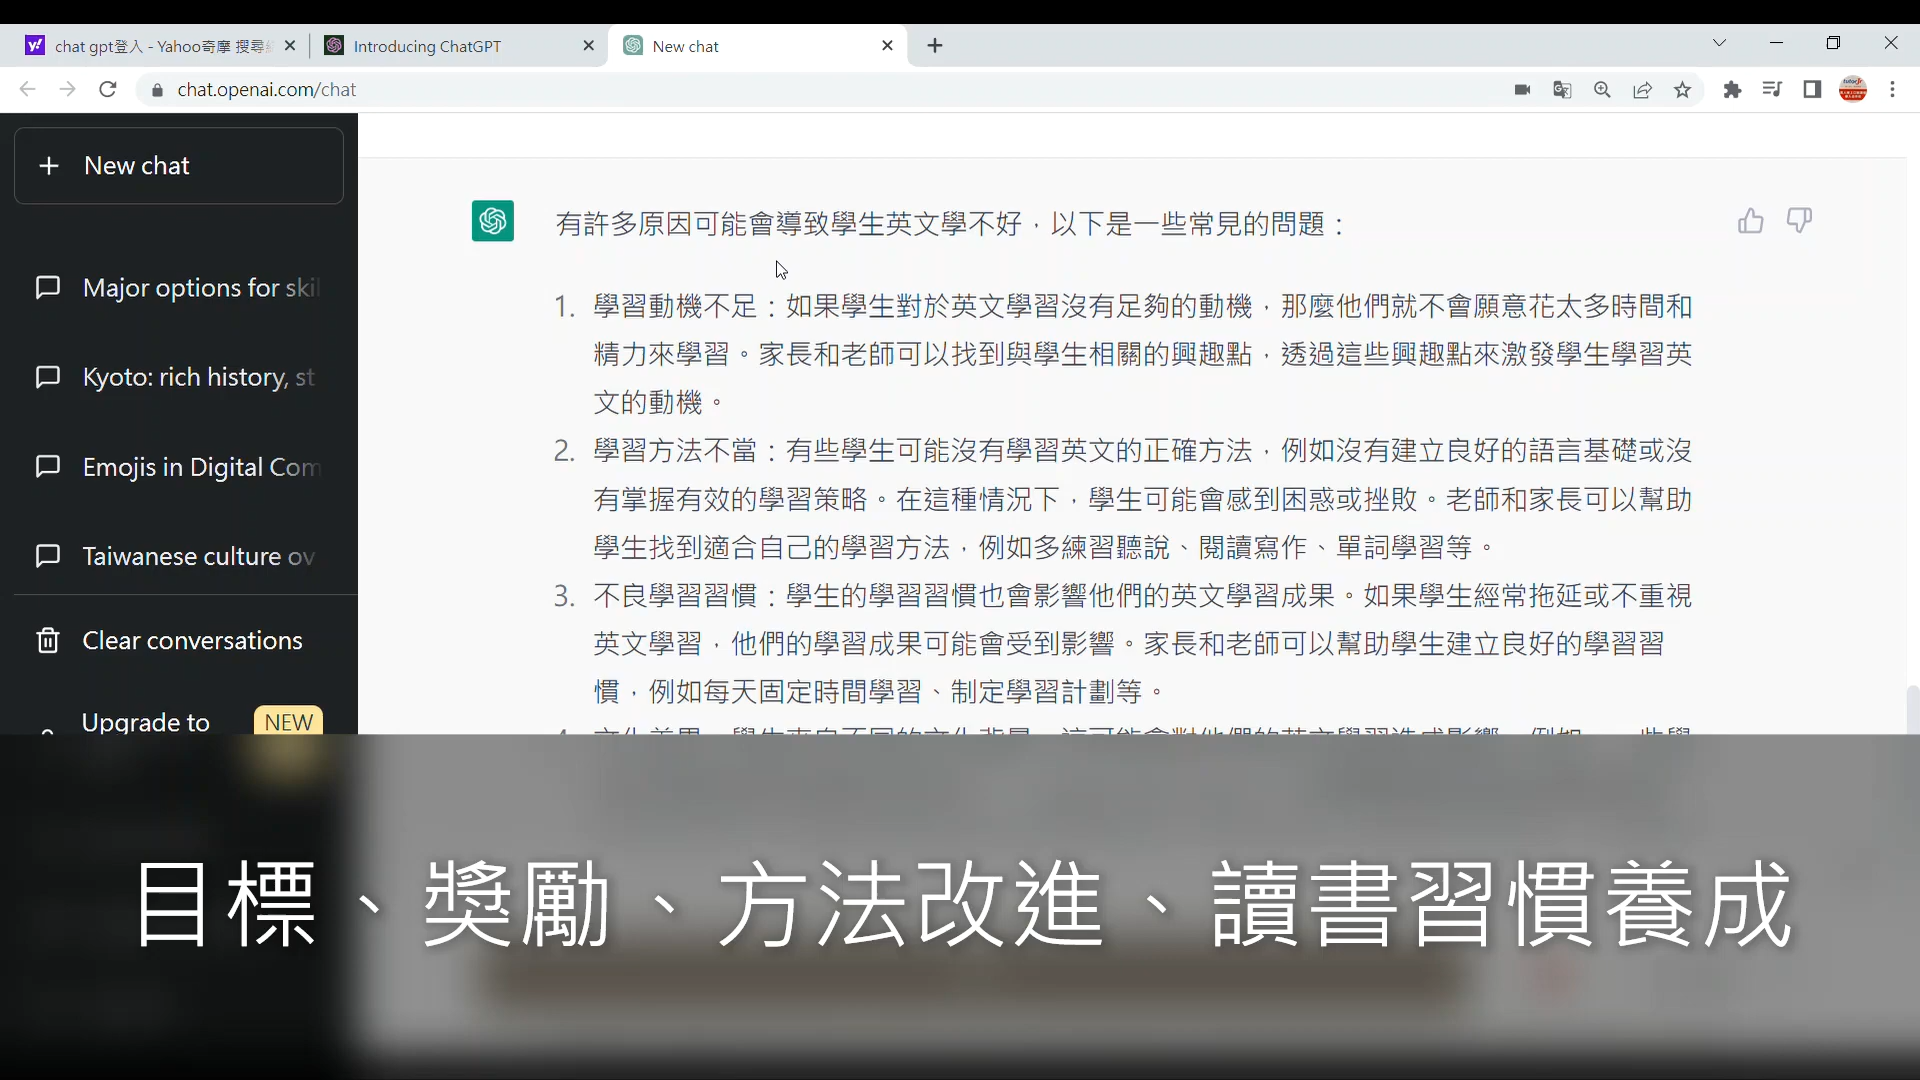 chat gpt登入 - Yahoo奇摩 搜尋
Introducing ChatGPT
New chat
chat.openai.com/chat
New chat
Major options for skil
Kyoto: rich history, st
Emojis in Digital Com
Taiwanese culture ov
Clear conversations
Upgrade to
NEW
有許多原因可能會導致學生英文學不好，以下是一些常見的問題：
1. 學習動機不足：如果學生對於英文學習沒有足夠的動機，那麼他們就不會願意花太多時間和
精力來學習。家長和老師可以找到與學生相關的興趣點，透過這些興趣點來激發學生學習英
文的動機。
2. 學習方法不當：有些學生可能沒有學習英文的正確方法，例如沒有建立良好的語言基礎或沒
有掌握有效的學習策略。在這種情況下，學生可能會感到困惑或挫敗。老師和家長可以幫助
學生找到適合自己的學習方法，例如多練習聽說、閱讀寫作、單詞學習等。
3. 不良學習習慣：學生的學習習慣也會影響他們的英文學習成果。如果學生經常拖延或不重視
英文學習，他們的學習成果可能會受到影響。家長和老師可以幫助學生建立良好的學習習
慣，例如每天固定時間學習、制定學習計劃等。
目標、獎勵、方法改進、讀書習慣養成